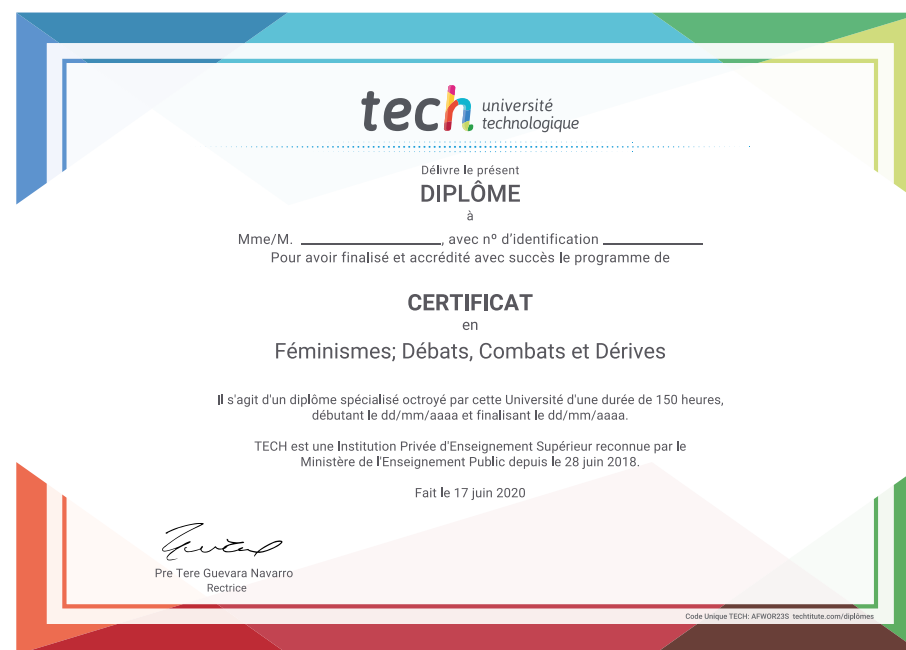 tech université
technologique
Délivre le présent
DIPLÔME
à
Mme/M. ____________________, avec nº d'identification ______________
Pour avoir finalisé et accrédité avec succès le programme de
CERTIFICAT
en
Féminismes; Débats, Combats et Dérives
Il s'agit d'un diplôme spécialisé octroyé par cette Université d'une durée de 150 heures,
débutant le dd/mm/aaaa et finalisant le dd/mm/aaaa.
TECH est une Institution Privée d'Enseignement Supérieur reconnue par le
Ministère de l'Enseignement Public depuis le 28 juin 2018.
Fait le 17 juin 2020
Pre Tere Guevara Navarro
Rectrice
Code Unique TECH: AFWOR23S techtitute.com/diplômes